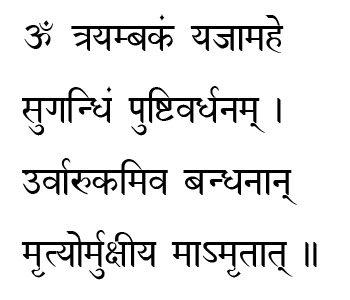 ॐ त्रयम्बकं यजामहे
सुगन्धिं पुष्टिवर्धनम् ।
उर्वारुकमिव बन्धनान्
मृत्योर्मुक्षीय माऽमृतात् ॥